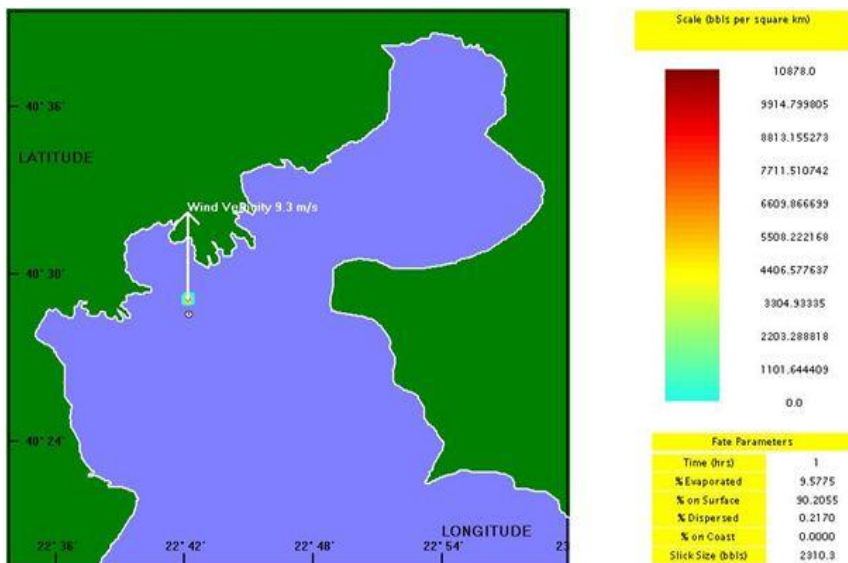 Scale (bbls per square km)
10878.0
9914.799805
8813.155273
7711.510742
6609.866699
5508.222168
4406.577637
3304.93335
2203.288818
1101.644409
0.0
40° 36'
LATITUDE
Wind Velocity 9.3 m/s
40° 30'
40° 24'
LONGITUDE
22° 36'
22° 42'
22° 48'
22° 54'
23
Fate Parameters
Time (hrs) 1
% Evaporated 9.5775
% on Surface 90.2055
% Dispersed 0.2170
% on Coast 0.0000
Slick Size (bbls) 2310.3